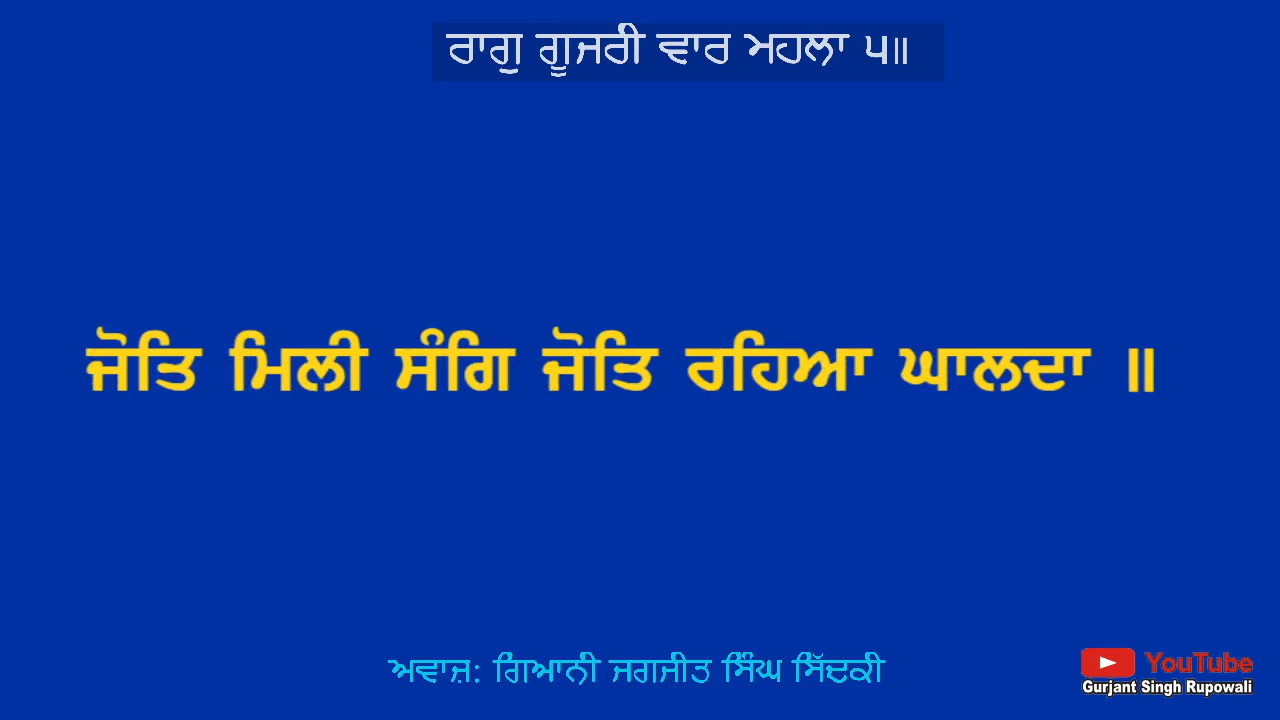 ਰਾਗੁ ਗੂਜਰੀ ਵਾਰ ਮਹਲਾ ੫॥
ਜੋਤਿ ਮਿਲੀ ਸੰਗਿ ਜੋਤਿ ਰਹਿਆ ਘਾਲਦਾ ॥
ਅਵਾਜ਼: ਗਿਆਨੀ ਜਗਜੀਤ ਸਿੰਘ ਸਿੱਦਕੀ
YouTube
Gurjant Singh Rupowali